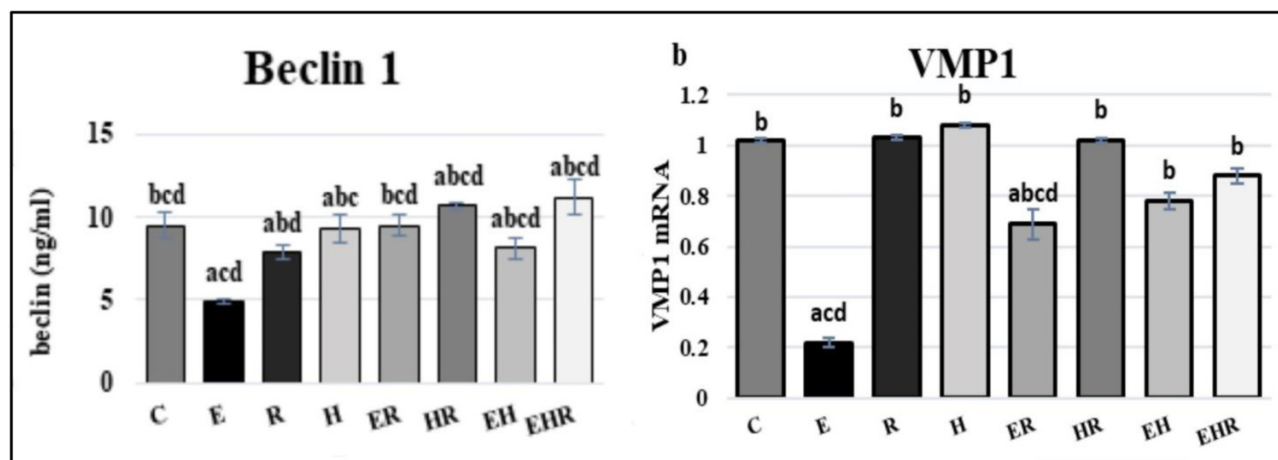 Beclin 1
beclin (ng/ml)
15
10
5
0
bcd
acd
abd
abc
bcd
abcd
abcd
abcd
C
E
R
H
ER
HR
EH
EHR
b
VMP1
VMP1 mRNA
1.2
1
0.8
0.6
0.4
0.2
0
b
acd
b
b
abcd
b
b
b
C
E
R
H
ER
HR
EH
EHR